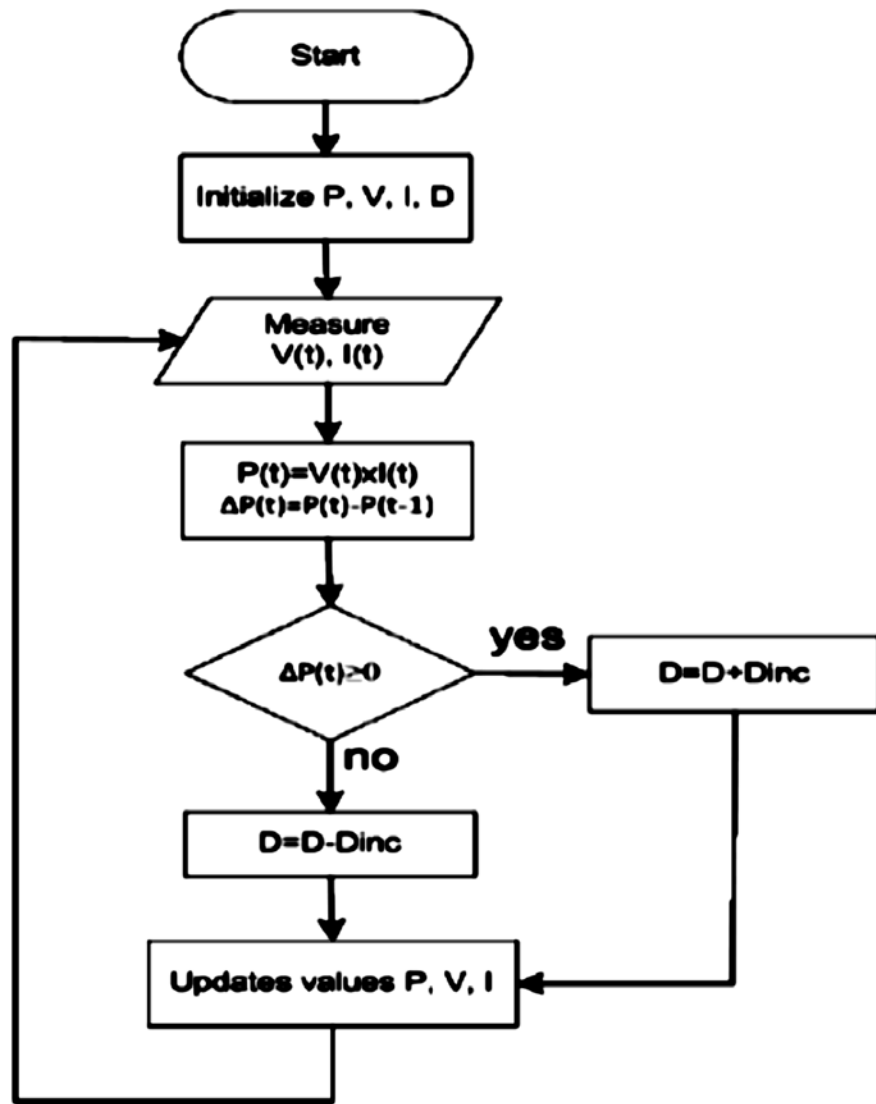 Start
Initialize P, V, I, D
Measure
V(t), I(t)
P(t)=V(t)xI(t)
ΔP(t)=P(t)-P(t-1)
ΔP(t)≥0
yes
D=D+Dinc
no
D=D-Dinc
Updates values P, V, I